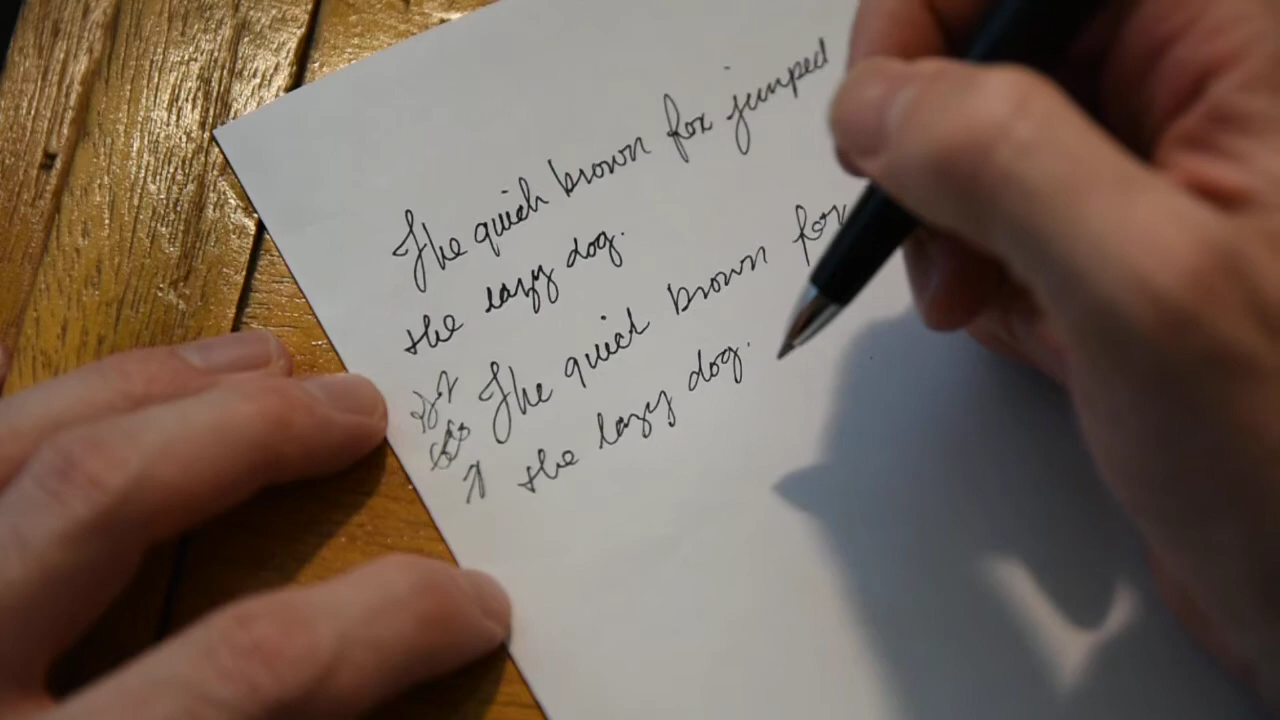 The quick brown fox jumped
the lazy dog.
The quick brown fox
the lazy dog.